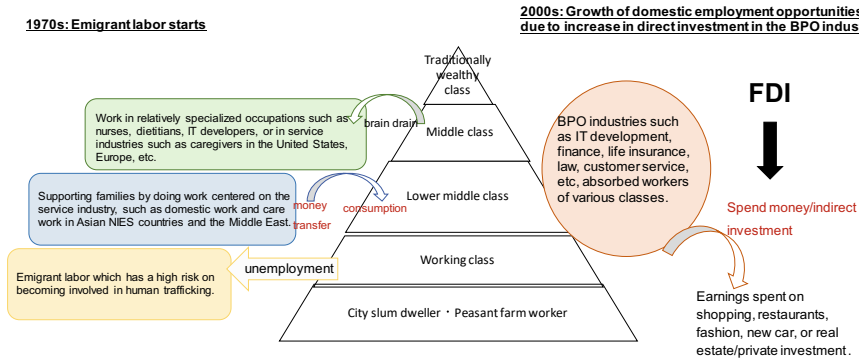 1970s: Emigrant labor starts
2000s: Growth of domestic employment opportunities
due to increase in direct investment in the BPO indus
Traditionally
wealthy
class
Work in relatively specialized occupations such as
nurses, dietitians, IT developers, or in service
industries such as caregivers in the United States,
Europe, etc.
brain drain
Middle class
BPO industries such
as IT development,
finance, life insurance,
law, customer service,
etc, absorbed workers
of various classes.
FDI
Supporting families by doing work centered on the
service industry, such as domestic work and care
work in Asian NIES countries and the Middle East.
money
transfer
consumption
Lower middle class
Spend money/indirect
investment
Emigrant labor which has a high risk on
becoming involved in human trafficking.
unemployment
Working class
City slum dweller・Peasant farm worker
Earnings spent on
shopping, restaurants,
fashion, new car, or real
estate/private investment.